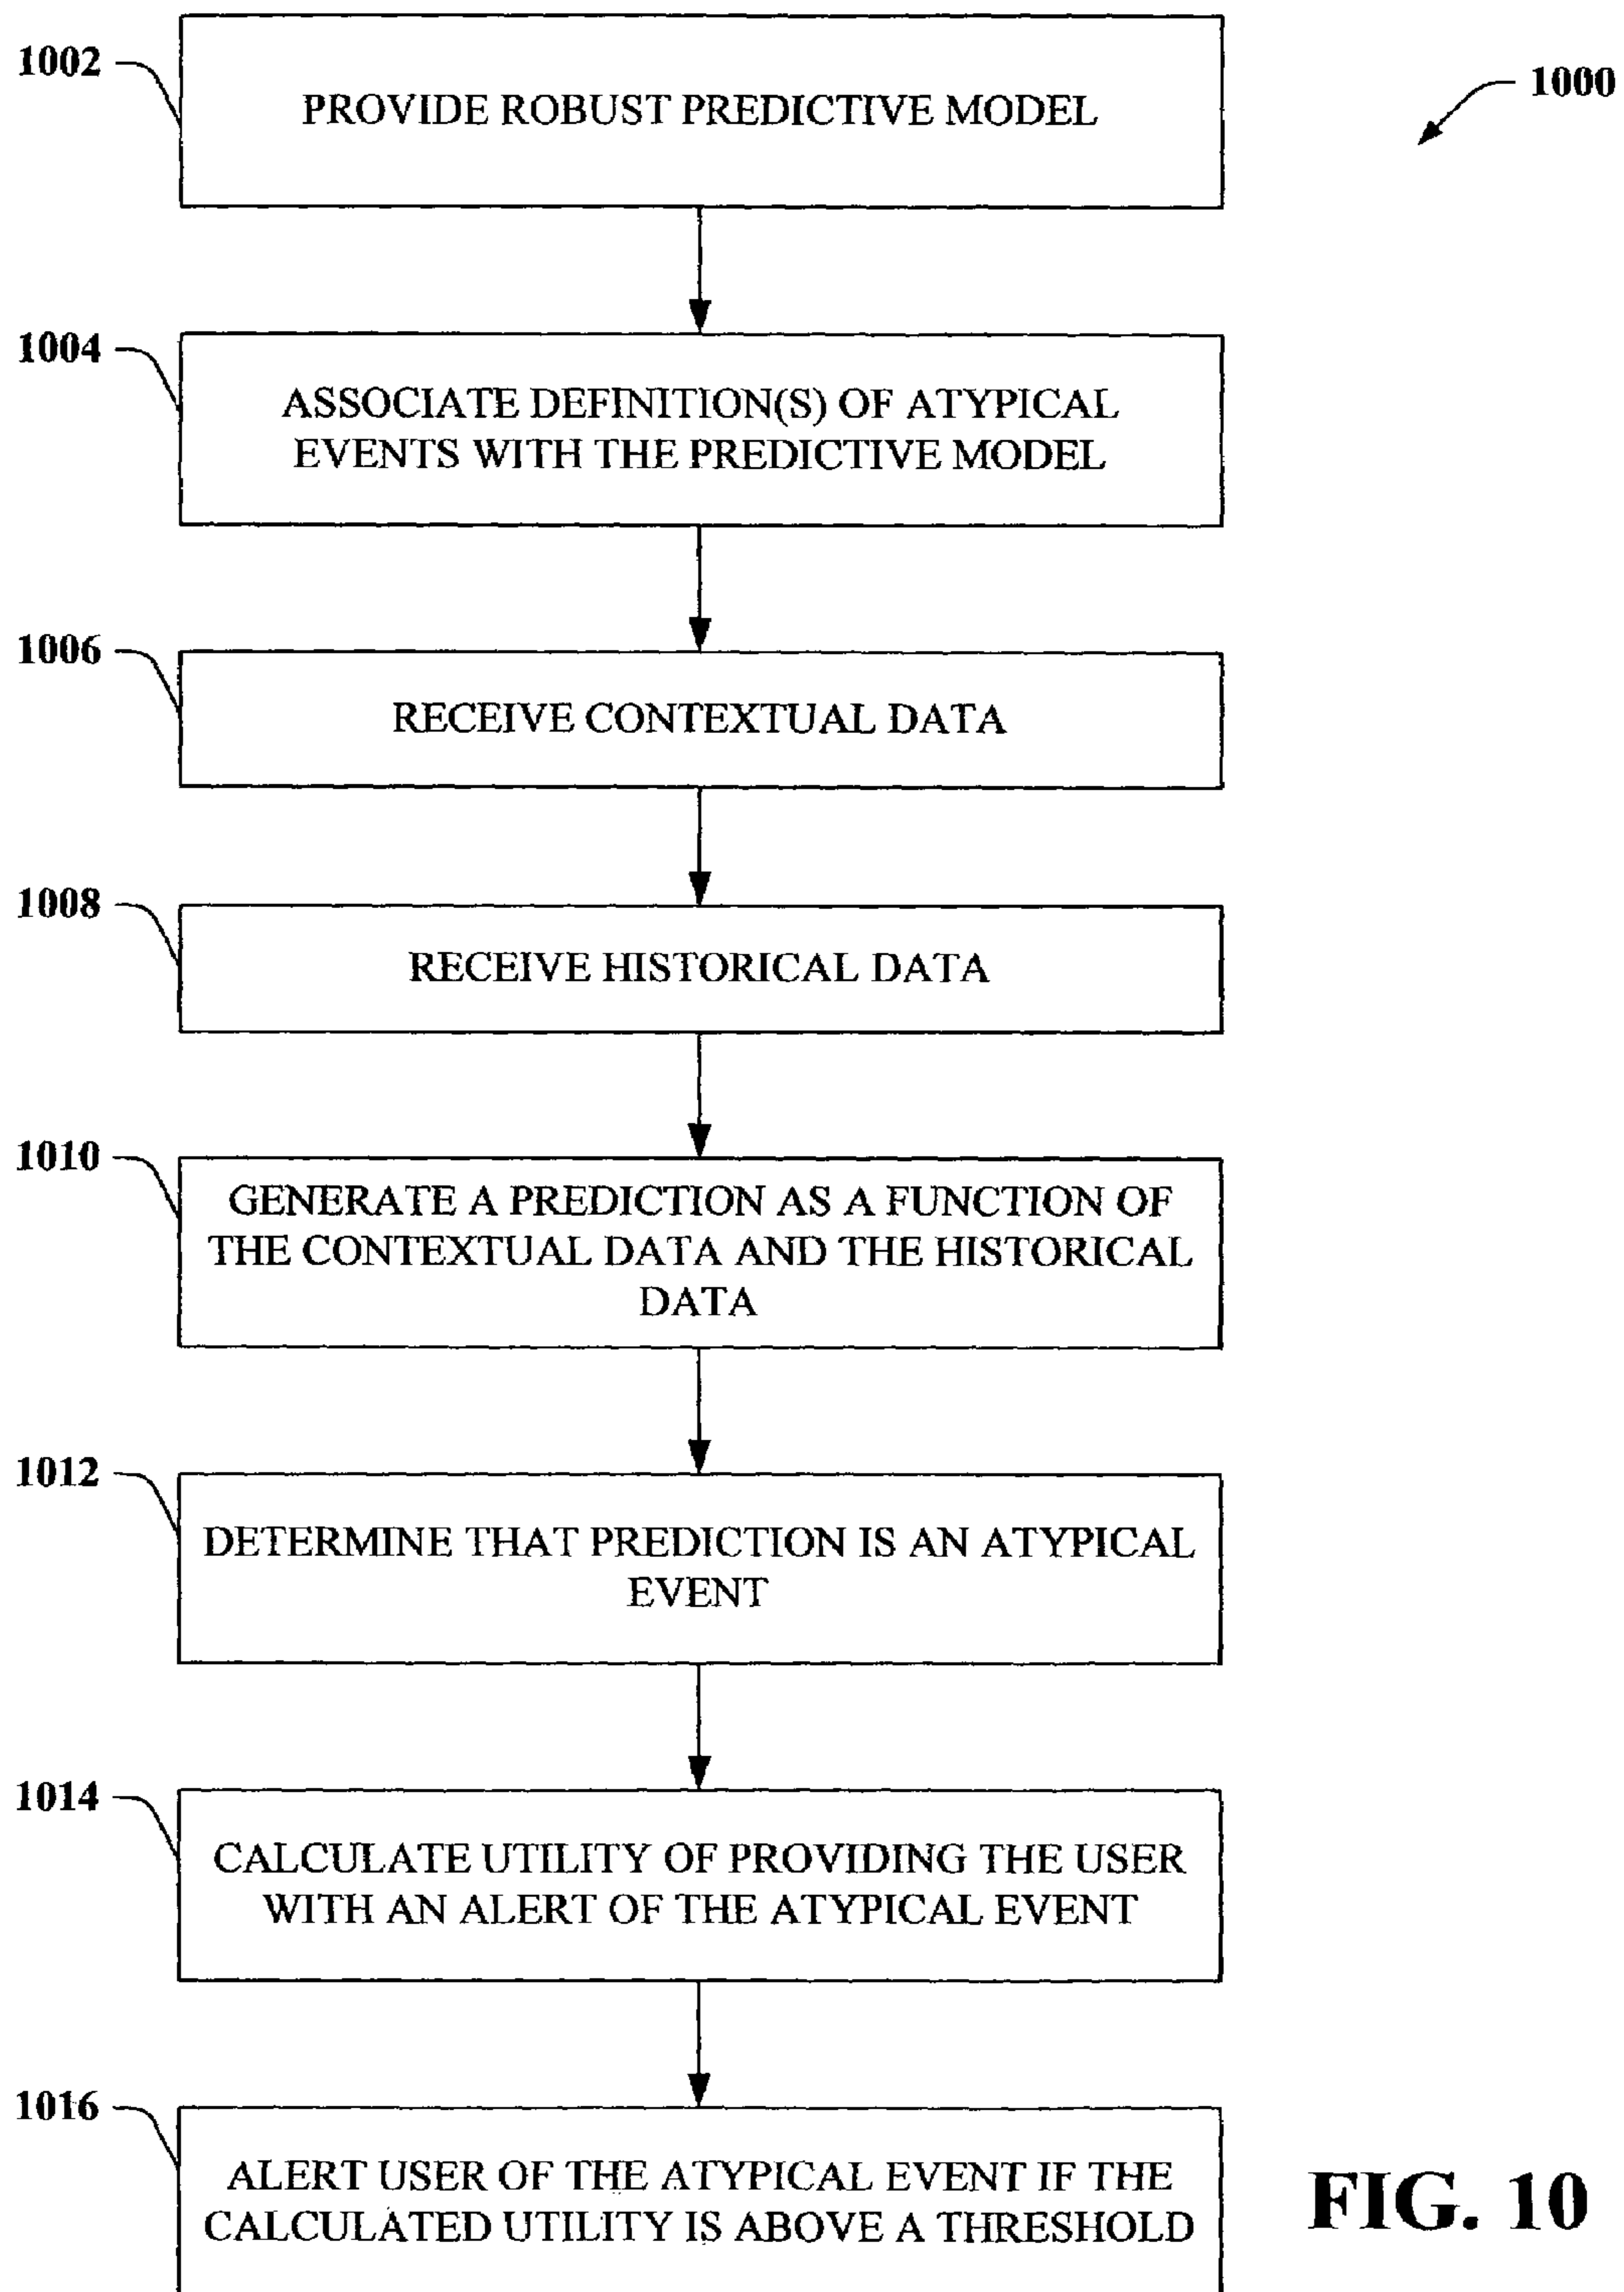 1002
PROVIDE ROBUST PREDICTIVE MODEL
1000
1004
ASSOCIATE DEFINITION(S) OF ATYPICAL
EVENTS WITH THE PREDICTIVE MODEL
1006
RECEIVE CONTEXTUAL DATA
1008
RECEIVE HISTORICAL DATA
1010
GENERATE A PREDICTION AS A FUNCTION OF
THE CONTEXTUAL DATA AND THE HISTORICAL
DATA
1012
DETERMINE THAT PREDICTION IS AN ATYPICAL
EVENT
1014
CALCULATE UTILITY OF PROVIDING THE USER
WITH AN ALERT OF THE ATYPICAL EVENT
1016
ALERT USER OF THE ATYPICAL EVENT IF THE
CALCULATED UTILITY IS ABOVE A THRESHOLD
FIG. 10